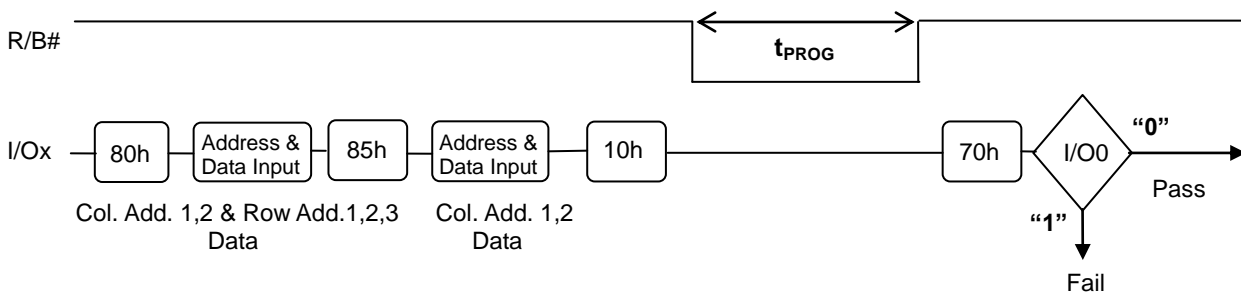 R/B#
tPROG
I/Ox
80h
Address &
Data Input
85h
Address &
Data Input
10h
70h
I/O0
“0”
Pass
Col. Add. 1,2 & Row Add.1,2,3
Data
Col. Add. 1,2
Data
“1”
Fail